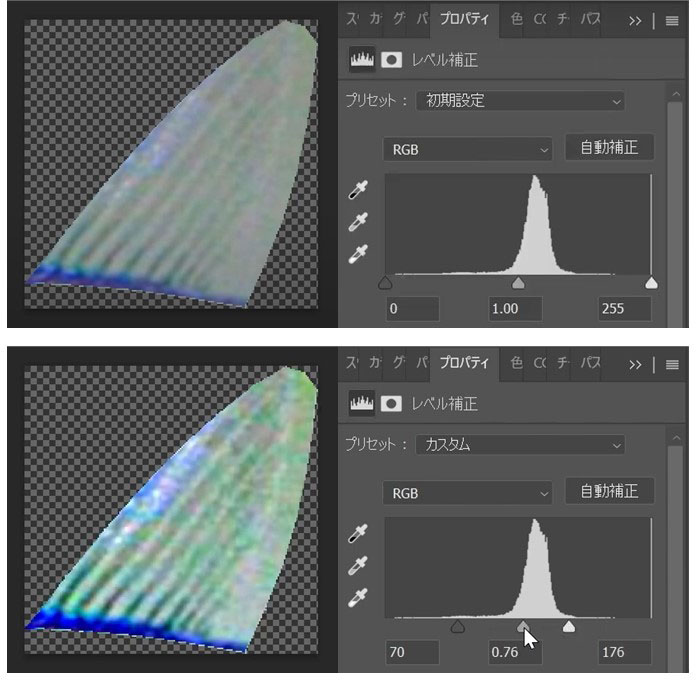 ス カ グ パ プロパティ 色 CC チ パス
レベル補正
プリセット： 初期設定
RGB 自動補正
0 1.00 255
ス カ グ パ プロパティ 色 CC チ パス
レベル補正
プリセット： カスタム
RGB 自動補正
70 0.76 176